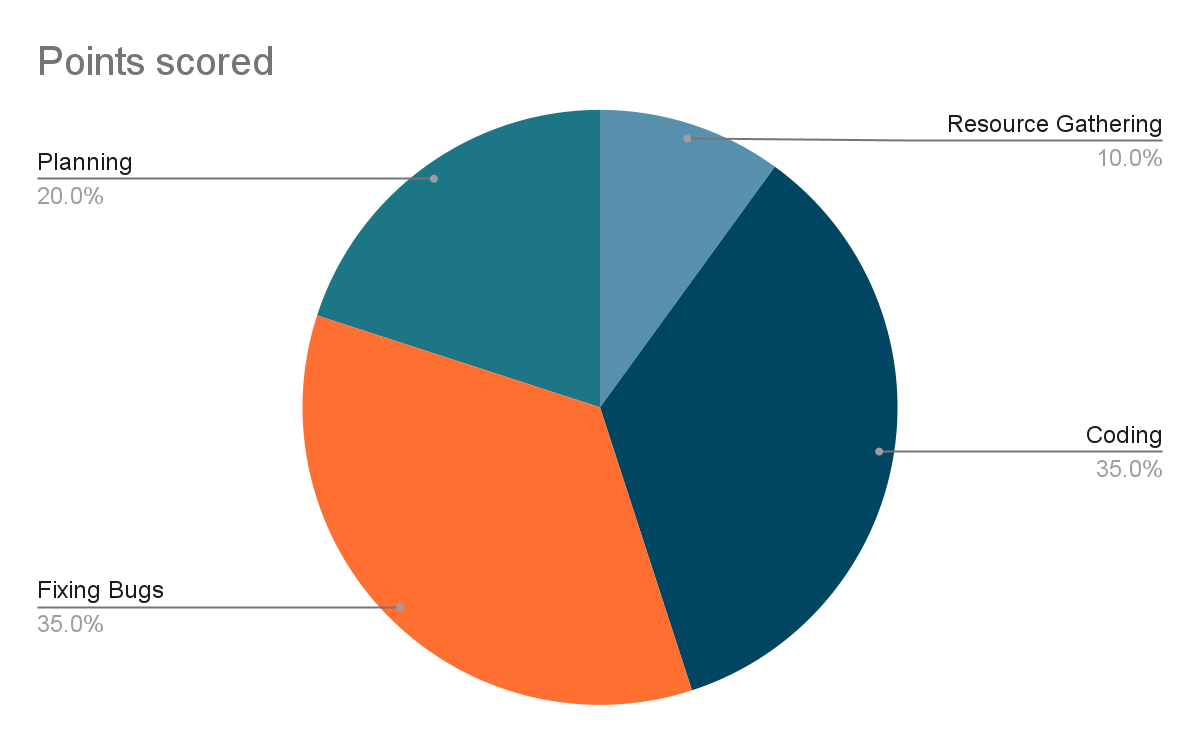 Points scored
Resource Gathering
10.0%
Planning
20.0%
Coding
35.0%
Fixing Bugs
35.0%